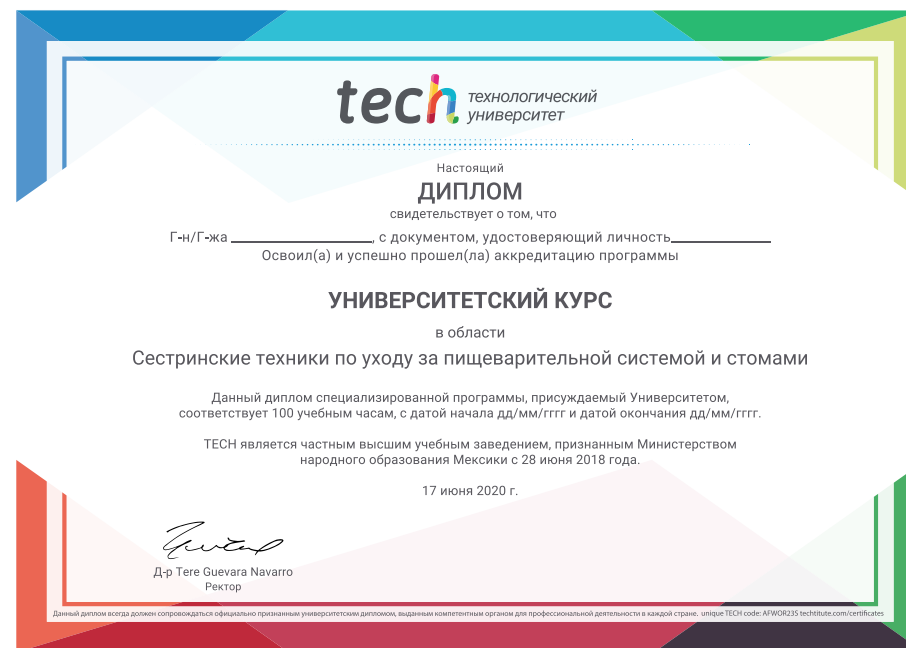 tech технологический
университет
Настоящий
ДИПЛОМ
свидетельствует о том, что
Г-н/Г-жа ____________________, с документом, удостоверяющий личность______________
Освоил(а) и успешно прошел(ла) аккредитацию программы
УНИВЕРСИТЕТСКИЙ КУРС
в области
Сестринские техники по уходу за пищеварительной системой и стомами
Данный диплом специализированной программы, присуждаемый Университетом,
соответствует 100 учебным часам, с датой начала дд/мм/гггг и датой окончания дд/мм/гггг.
TECH является частным высшим учебным заведением, признанным Министерством
народного образования Мексики с 28 июня 2018 года.
17 июня 2020 г.
Д-р Tere Guevara Navarro
Ректор
Данный диплом всегда должен сопровождаться официально признанным университетским дипломом, выданным компетентным органом для профессиональной деятельности в каждой стране. unique TECH code: AFWOR23S techtitute.com/certificates